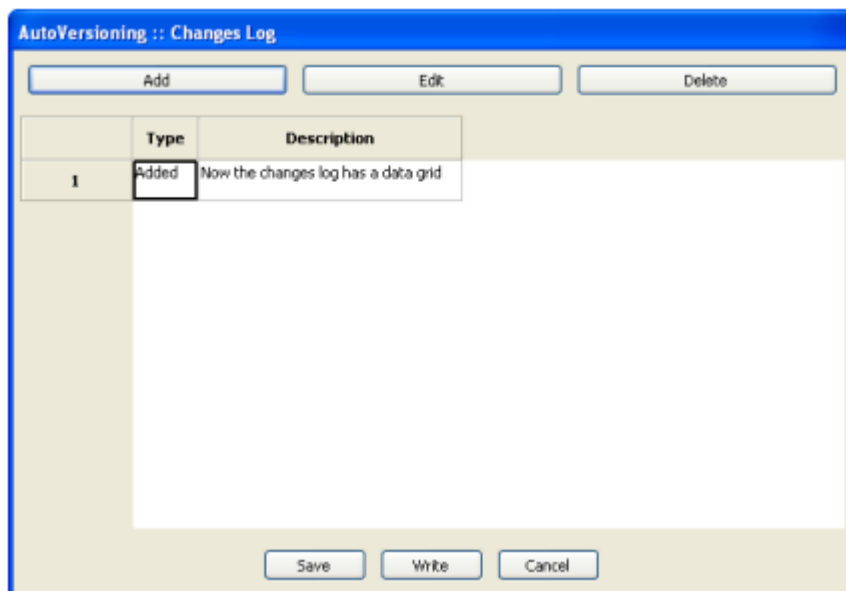 AutoVersioning :: Changes Log
Add Edit Delete
Type Description
1 Added Now the changes log has a data grid
Save Write Cancel